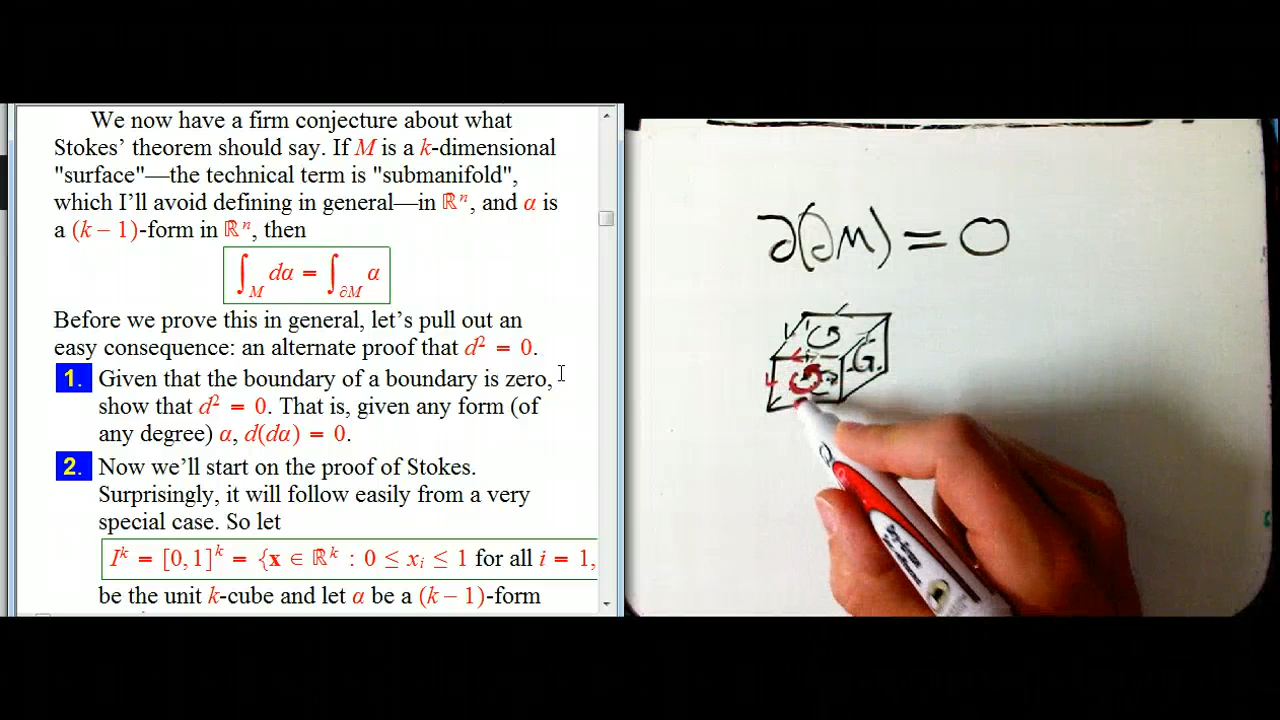 We now have a firm conjecture about what
Stokes’ theorem should say. If M is a k-dimensional
"surface"—the technical term is "submanifold",
which I’ll avoid defining in general—in ℝⁿ, and α is
a (k − 1)-form in ℝⁿ, then
∫_M dα = ∫_∂M α
Before we prove this in general, let’s pull out an
easy consequence: an alternate proof that d² = 0.
1. Given that the boundary of a boundary is zero,
show that d² = 0. That is, given any form (of
any degree) α, d(dα) = 0.
2. Now we’ll start on the proof of Stokes.
Surprisingly, it will follow easily from a very
special case. So let
Iᵏ = [0,1]ᵏ = {x ∈ ℝᵏ : 0 ≤ xᵢ ≤ 1 for all i = 1,
be the unit k-cube and let α be a (k − 1)-form
∂(∂M) = 0